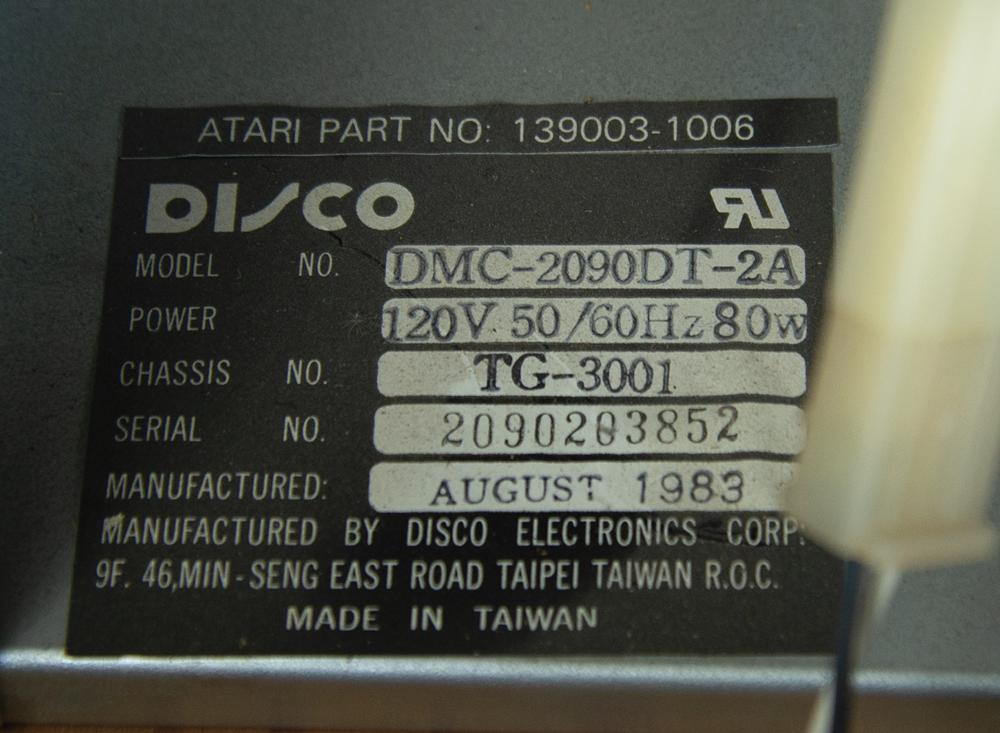 ATARI PART NO: 139003-1006
DISCO
MODEL NO. DMC-2090DT-2A
POWER 120V 50/60Hz 80w
CHASSIS NO. TG-3001
SERIAL NO. 2090203852
MANUFACTURED: AUGUST 1983
MANUFACTURED BY DISCO ELECTRONICS CORP.
9F. 46,MIN-SENG EAST ROAD TAIPEI TAIWAN R.O.C.
MADE IN TAIWAN